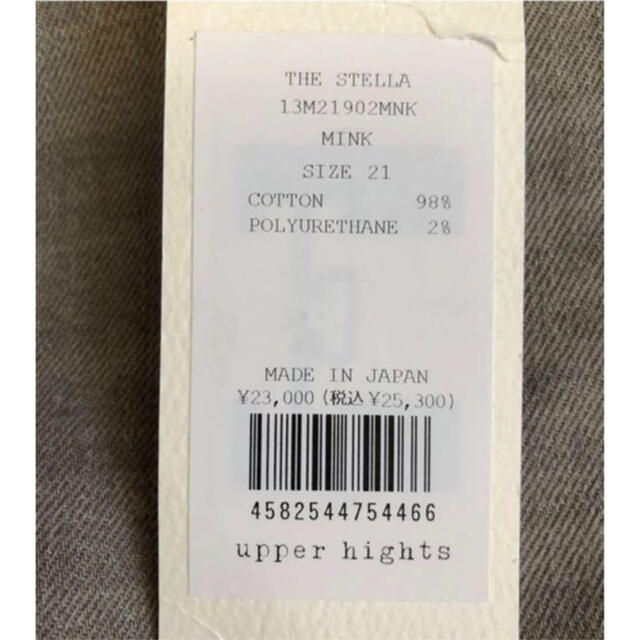 THE STELLA
13M21902MNK
MINK
SIZE 21
COTTON 98%
POLYURETHANE 2%
MADE IN JAPAN
¥23,000(税込¥25,300)
4582544754466
upper hights